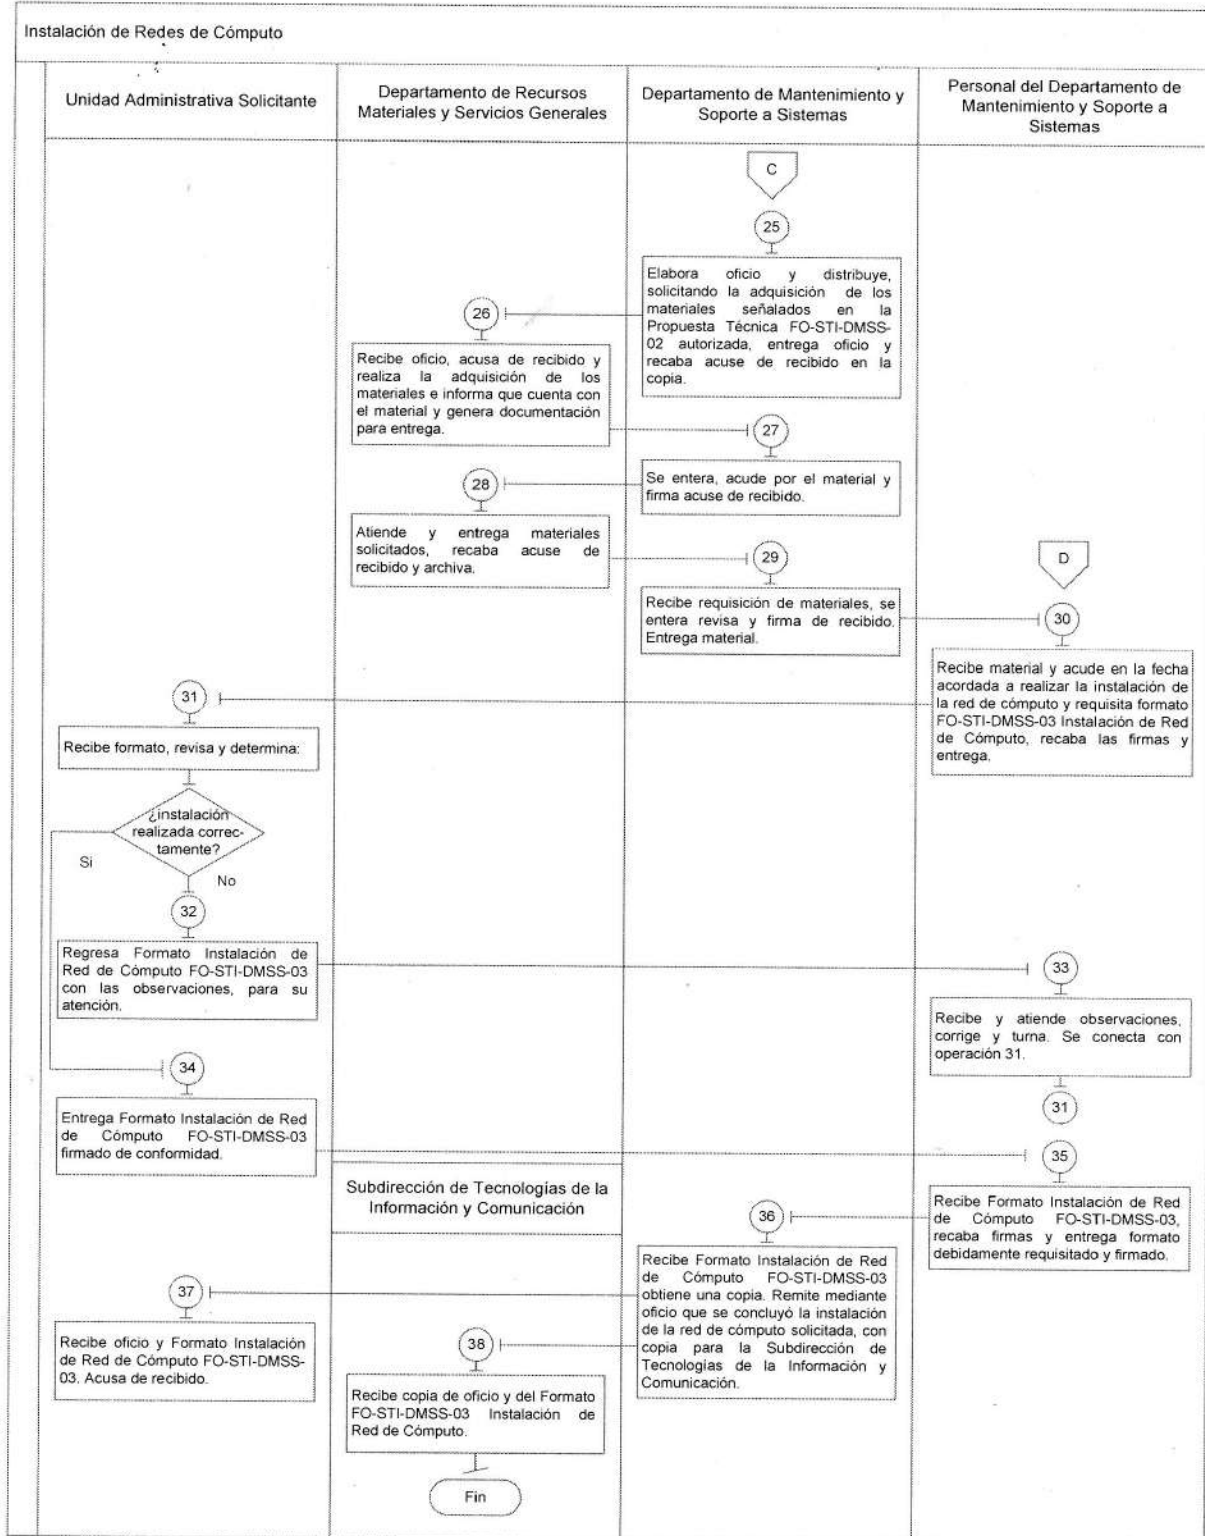 Instalación de Redes de Cómputo
Unidad Administrativa Solicitante
Departamento de Recursos
Materiales y Servicios Generales
Departamento de Mantenimiento y
Soporte a Sistemas
Personal del Departamento de
Mantenimiento y Soporte a
Sistemas
C
25
Elabora oficio y distribuye,
solicitando la adquisición de los
materiales señalados en la
Propuesta Técnica FO-STI-DMSS-
02 autorizada, entrega oficio y
recaba acuse de recibido en la
copia.
26
Recibe oficio, acusa de recibido y
realiza la adquisición de los
materiales e informa que cuenta con
el material y genera documentación
para entrega.
27
Se entera, acude por el material y
firma acuse de recibido.
28
Atiende y entrega materiales
solicitados, recaba acuse de
recibido y archiva.
29
Recibe requisición de materiales, se
entera revisa y firma de recibido.
Entrega material.
D
30
Recibe material y acude en la fecha
acordada a realizar la instalación de
la red de cómputo y requisita formato
FO-STI-DMSS-03 Instalación de Red
de Cómputo, recaba las firmas y
entrega.
31
Recibe formato, revisa y determina:
¿instalación
realizada correc-
tamente?
Si
No
32
Regresa Formato Instalación de
Red de Cómputo FO-STI-DMSS-03
con las observaciones, para su
atención.
33
Recibe y atiende observaciones,
corrige y turna. Se conecta con
operación 31.
31
34
Entrega Formato Instalación de Red
de Cómputo FO-STI-DMSS-03
firmado de conformidad.
35
Recibe Formato Instalación de Red
de Cómputo FO-STI-DMSS-03,
recaba firmas y entrega formato
debidamente requisitado y firmado.
Subdirección de Tecnologías de la
Información y Comunicación
36
Recibe Formato Instalación de Red
de Cómputo FO-STI-DMSS-03
obtiene una copia. Remite mediante
oficio que se concluyó la instalación
de la red de cómputo solicitada, con
copia para la Subdirección de
Tecnologías de la Información y
Comunicación.
37
Recibe oficio y Formato Instalación
de Red de Cómputo FO-STI-DMSS-
03. Acusa de recibido.
38
Recibe copia de oficio y del Formato
FO-STI-DMSS-03 Instalación de
Red de Cómputo.
Fin